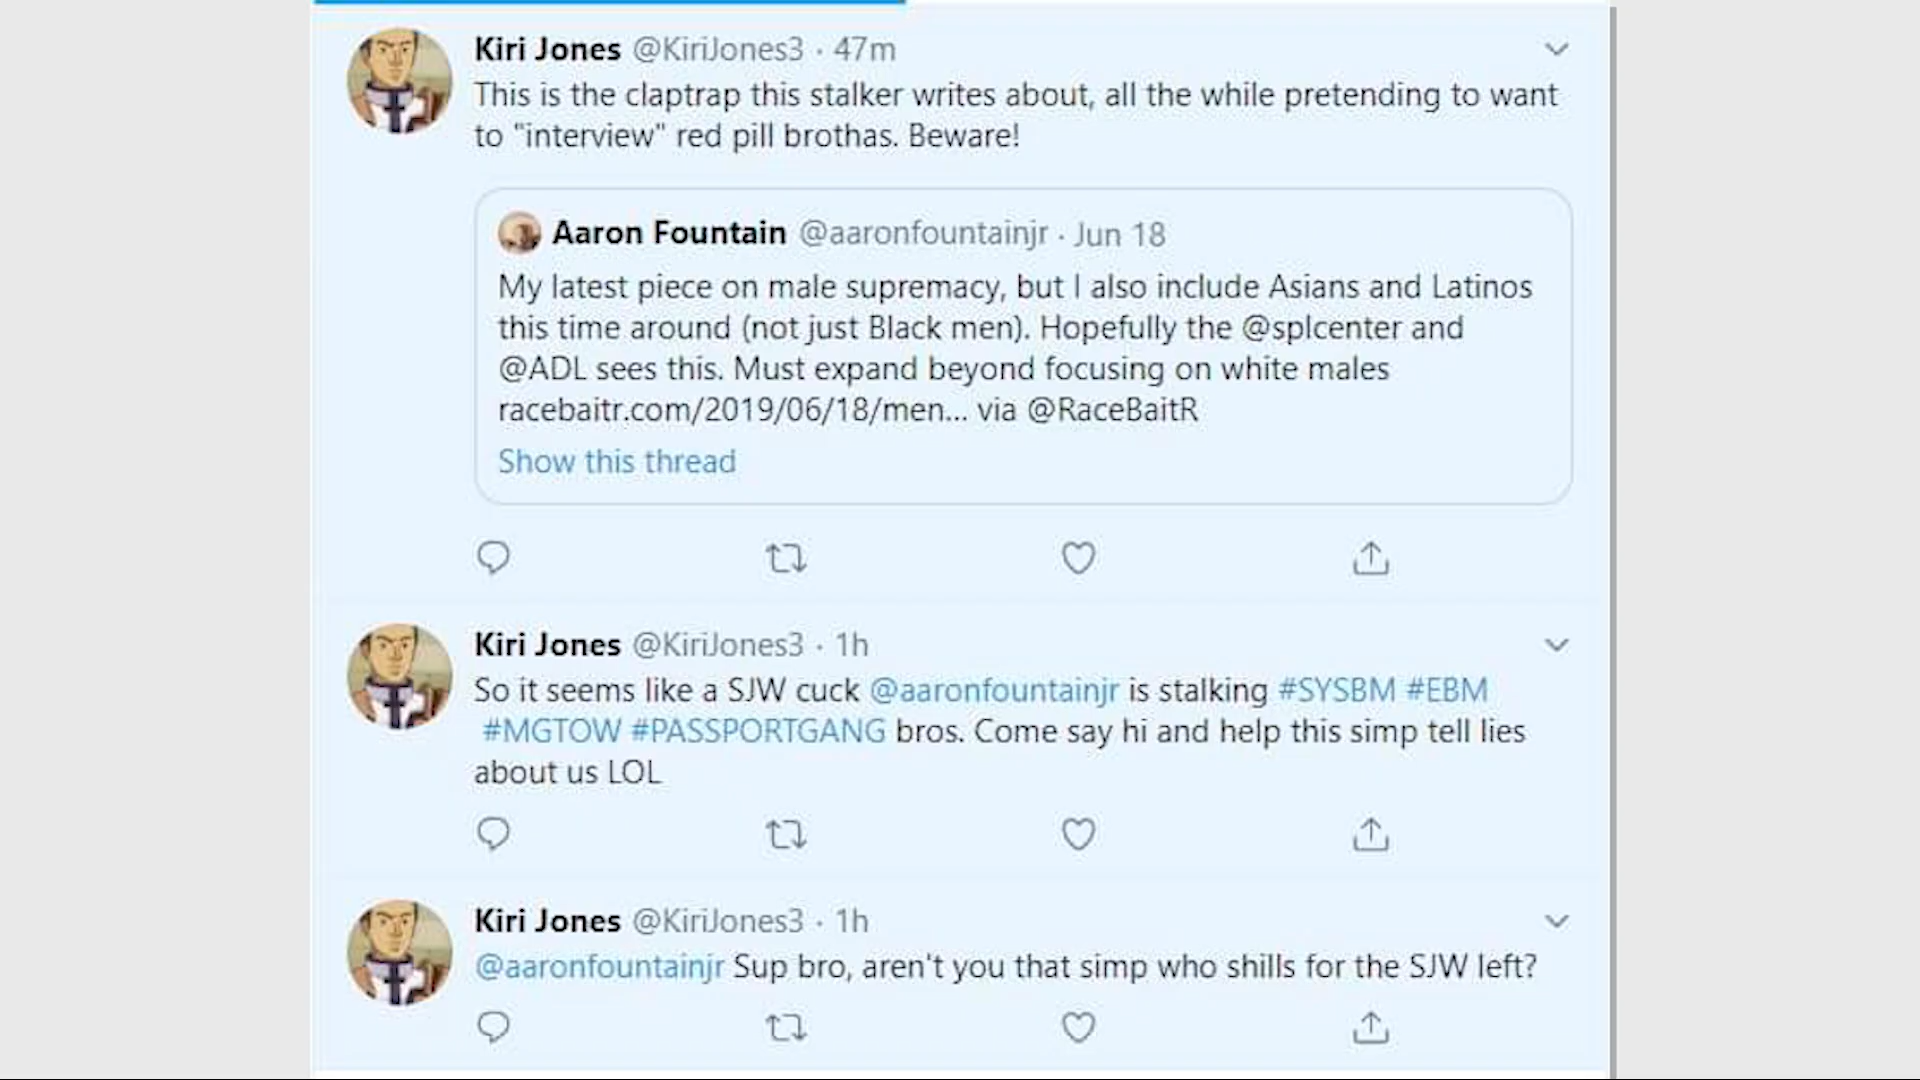 Kiri Jones @KiriJones3 · 47m
This is the claptrap this stalker writes about, all the while pretending to want
to "interview" red pill brothas. Beware!
Aaron Fountain @aaronfountainjr · Jun 18
My latest piece on male supremacy, but I also include Asians and Latinos
this time around (not just Black men). Hopefully the @splcenter and
@ADL sees this. Must expand beyond focusing on white males
racebaitr.com/2019/06/18/men... via @RaceBaitR
Show this thread
Kiri Jones @KiriJones3 · 1h
So it seems like a SJW cuck @aaronfountainjr is stalking #SYSBM #EBM
#MGTOW #PASSPORTGANG bros. Come say hi and help this simp tell lies
about us LOL
Kiri Jones @KiriJones3 · 1h
@aaronfountainjr Sup bro, aren't you that simp who shills for the SJW left?